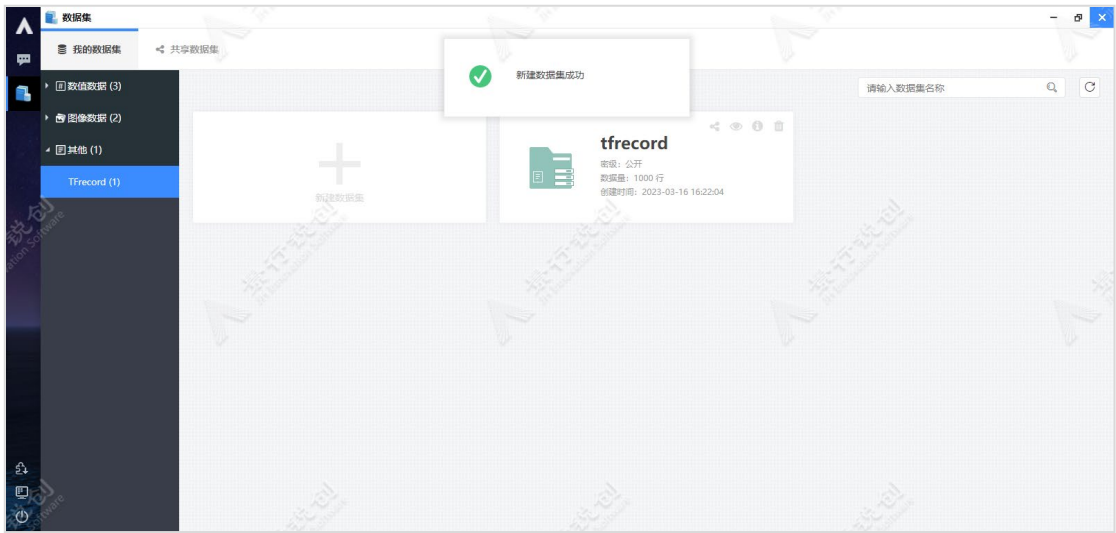 数据集
我的数据集
共享数据集
新建数据集成功
请输入数据集名称
数值数据 (3)
图像数据 (2)
其他 (1)
TFrecord (1)
新建数据集
tfrecord
密级：公开
数据量：1000 行
创建时间：2023-03-16 16:22:04